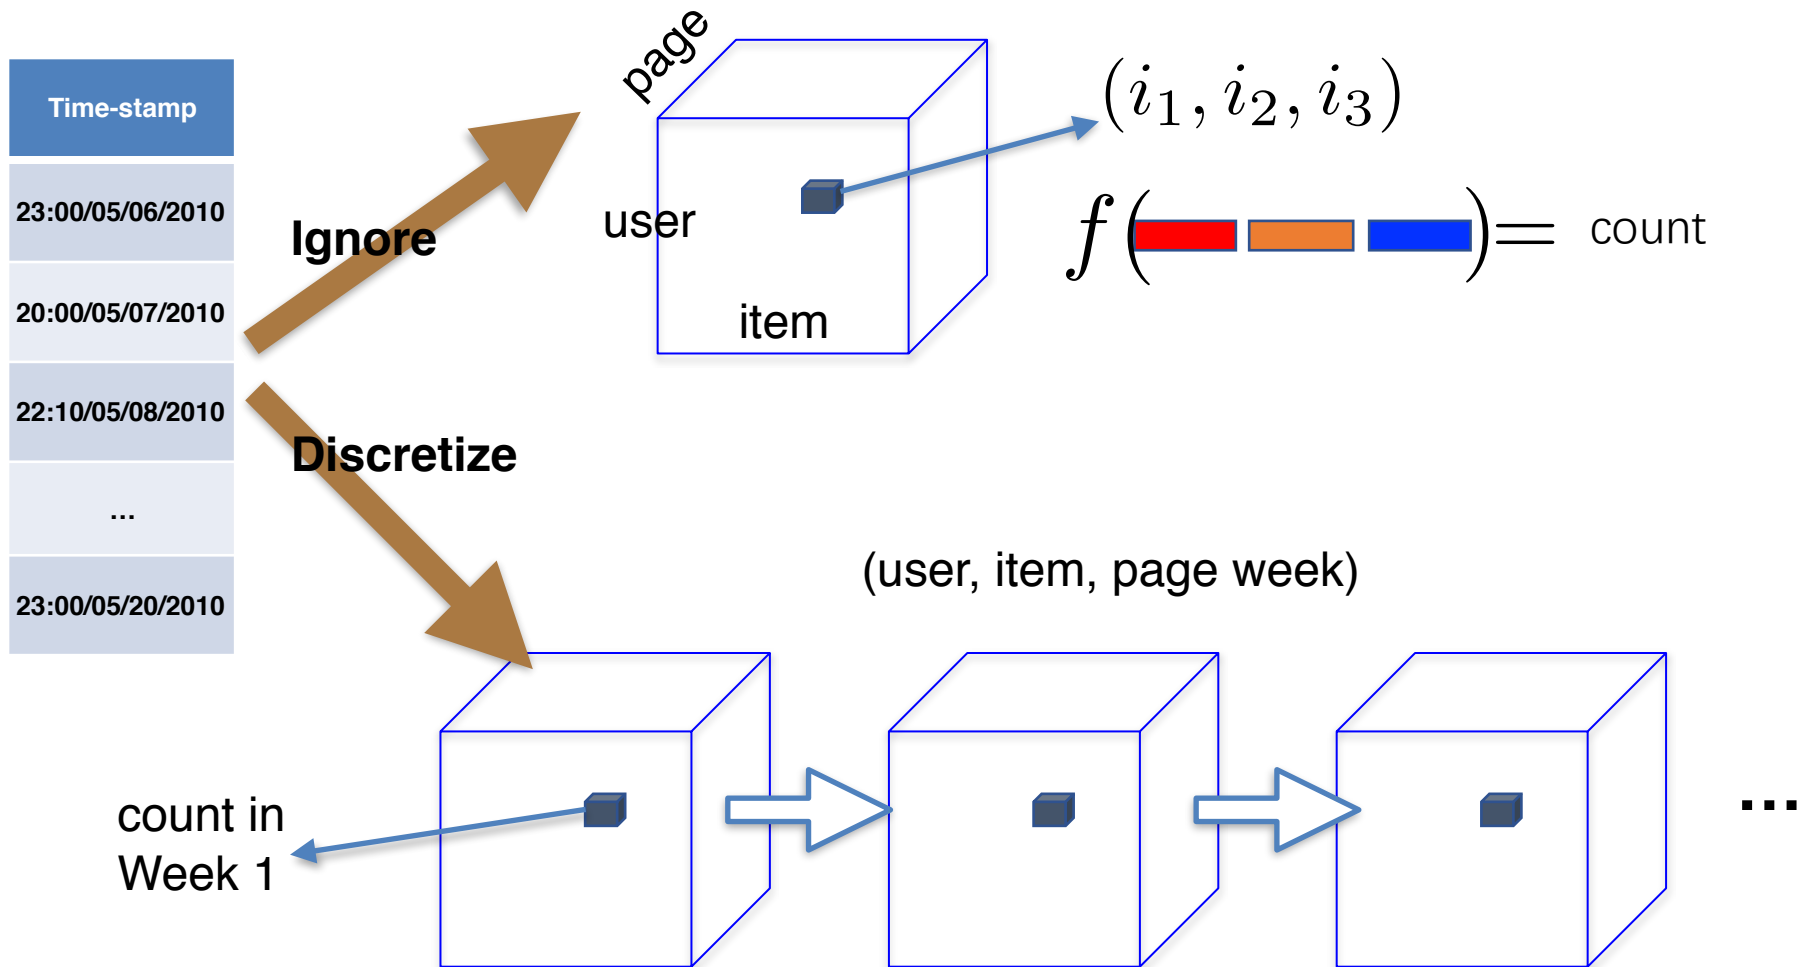 Time-stamp
23:00/05/06/2010
20:00/05/07/2010
22:10/05/08/2010
...
23:00/05/20/2010
Ignore
Discretize
page
user
item
(i₁, i₂, i₃)
f( ) = count
(user, item, page week)
count in
Week 1
...